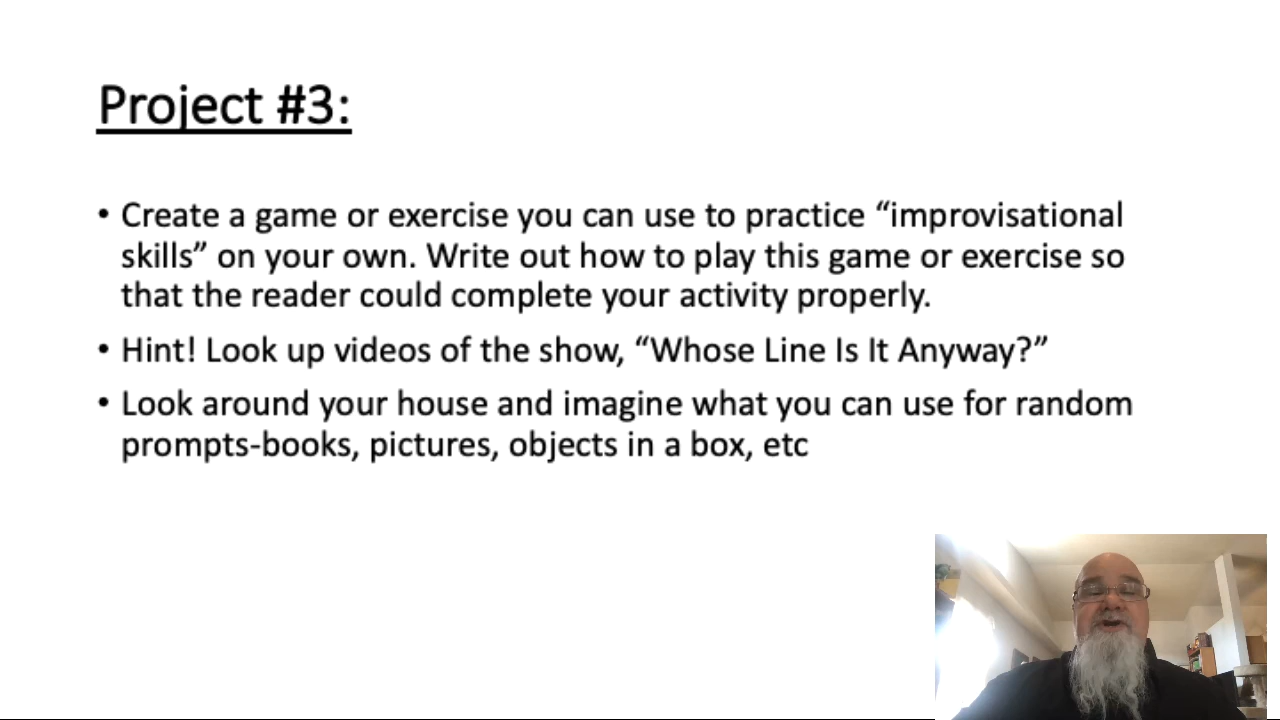 Project #3:
• Create a game or exercise you can use to practice “improvisational
skills” on your own. Write out how to play this game or exercise so
that the reader could complete your activity properly.
• Hint! Look up videos of the show, “Whose Line Is It Anyway?”
• Look around your house and imagine what you can use for random
prompts-books, pictures, objects in a box, etc